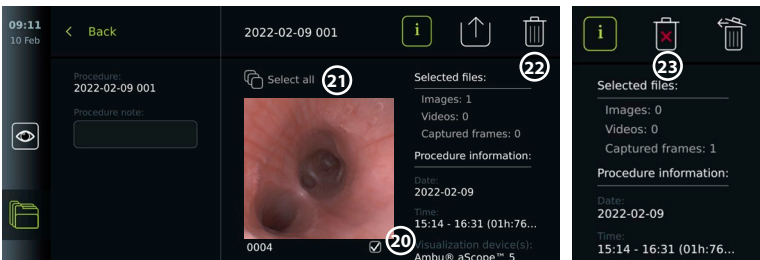 09:11
10 Feb
Back
2022-02-09 001
i
Procedure:
2022-02-09 001
Procedure note:
Select all
21
22
Selected files:
Images: 1
Videos: 0
Captured frames: 0
Procedure information:
Date:
2022-02-09
Time:
15:14 - 16:31 (01h:76...
Visualization device(s):
Ambu® aScope™ 5
0004
20
i
23
Selected files:
Images: 0
Videos: 0
Captured frames: 1
Procedure information:
Date:
2022-02-09
Time:
15:14 - 16:31 (01h:76...